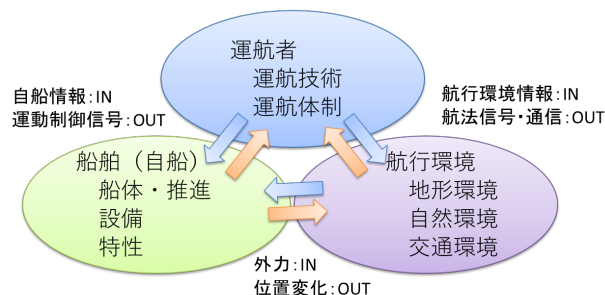 運航者
運航技術
運航体制
自船情報:IN
運動制御信号:OUT
航行環境情報:IN
航法信号・通信:OUT
船舶(自船)
船体・推進
設備
特性
航行環境
地形環境
自然環境
交通環境
外力:IN
位置変化:OUT